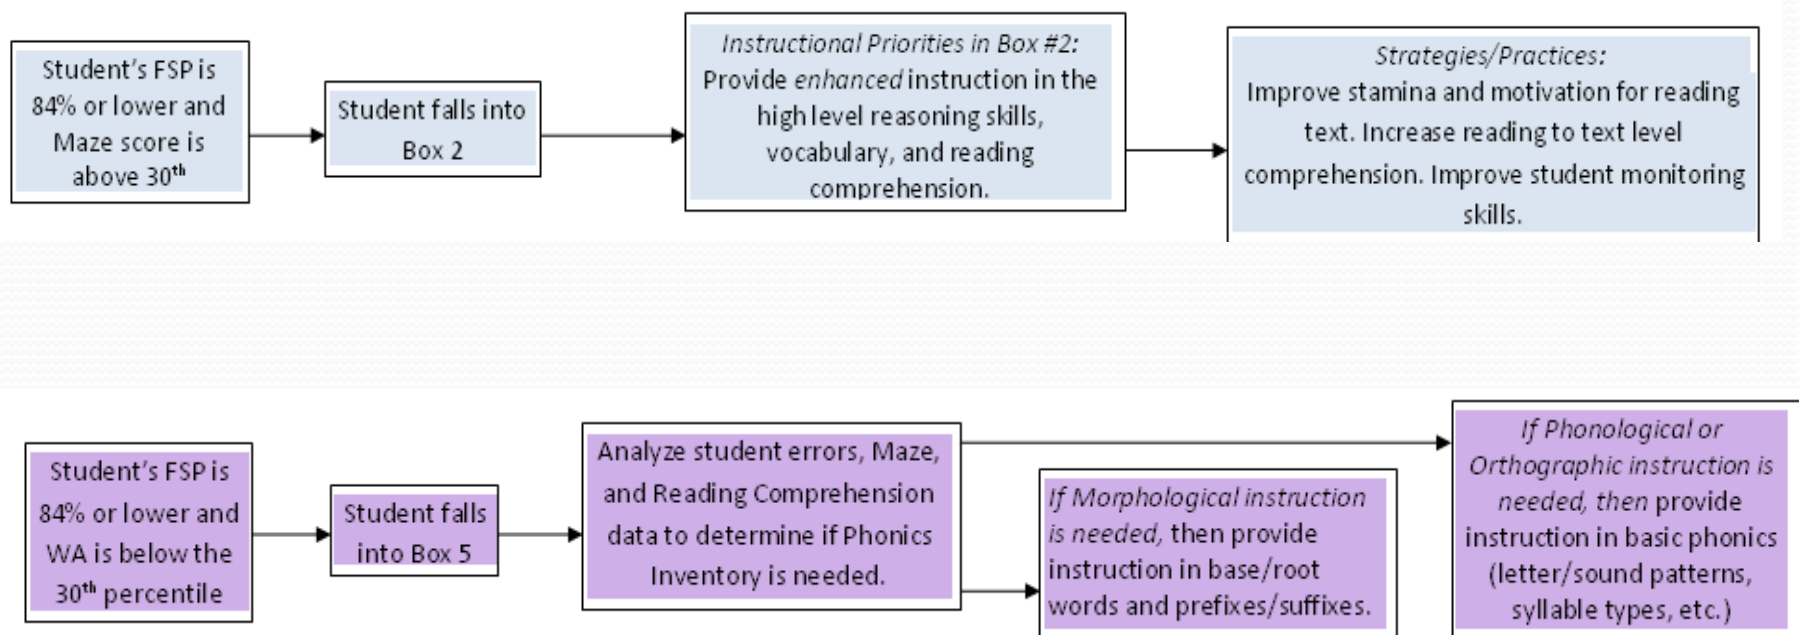 Student's FSP is
84% or lower and
Maze score is
above 30th
Student falls into
Box 2
Instructional Priorities in Box #2:
Provide enhanced instruction in the
high level reasoning skills,
vocabulary, and reading
comprehension.
Strategies/Practices:
Improve stamina and motivation for reading
text. Increase reading to text level
comprehension. Improve student monitoring
skills.
Student's FSP is
84% or lower and
WA is below the
30th percentile
Student falls
into Box 5
Analyze student errors, Maze,
and Reading Comprehension
data to determine if Phonics
Inventory is needed.
If Morphological instruction
is needed, then provide
instruction in base/root
words and prefixes/suffixes.
If Phonological or
Orthographic instruction is
needed, then provide
instruction in basic phonics
(letter/sound patterns,
syllable types, etc.)